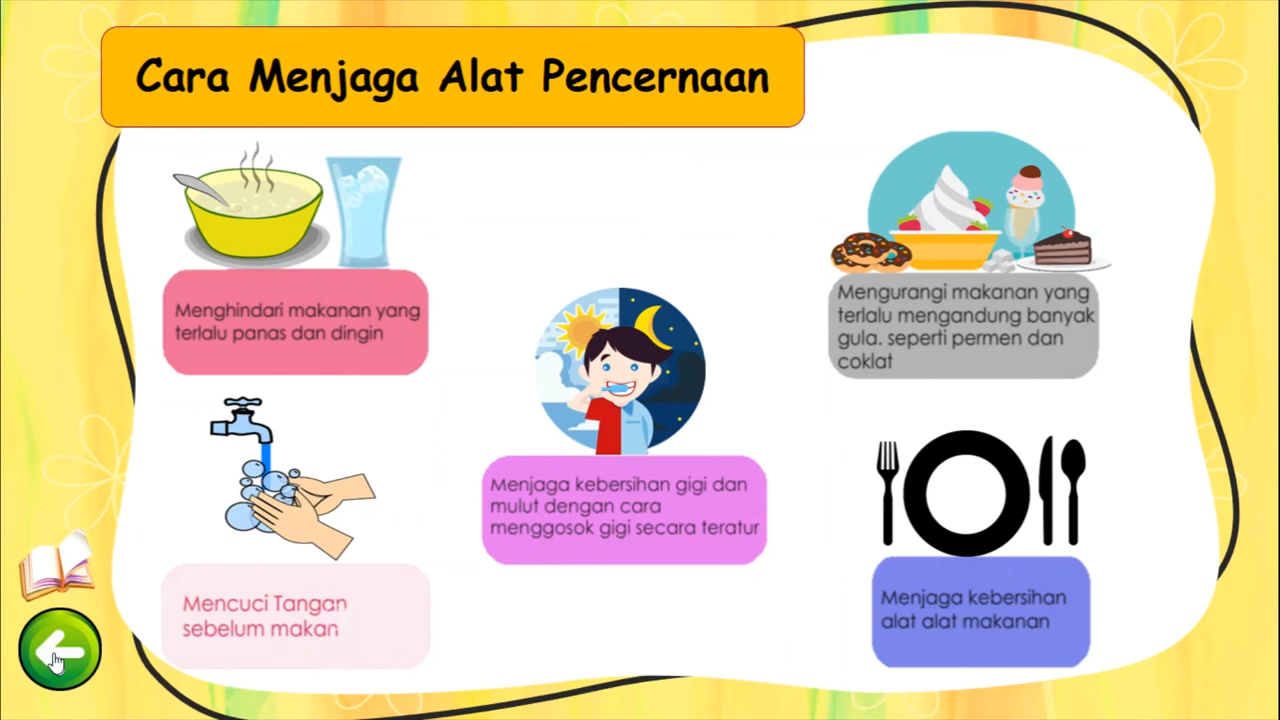 Cara Menjaga Alat Pencernaan
Menghindari makanan yang
terlalu panas dan dingin
Mengurangi makanan yang
terlalu mengandung banyak
gula. seperti permen dan
coklat
Menjaga kebersihan gigi dan
mulut dengan cara
menggosok gigi secara teratur
Mencuci Tangan
sebelum makan
Menjaga kebersihan
alat alat makanan